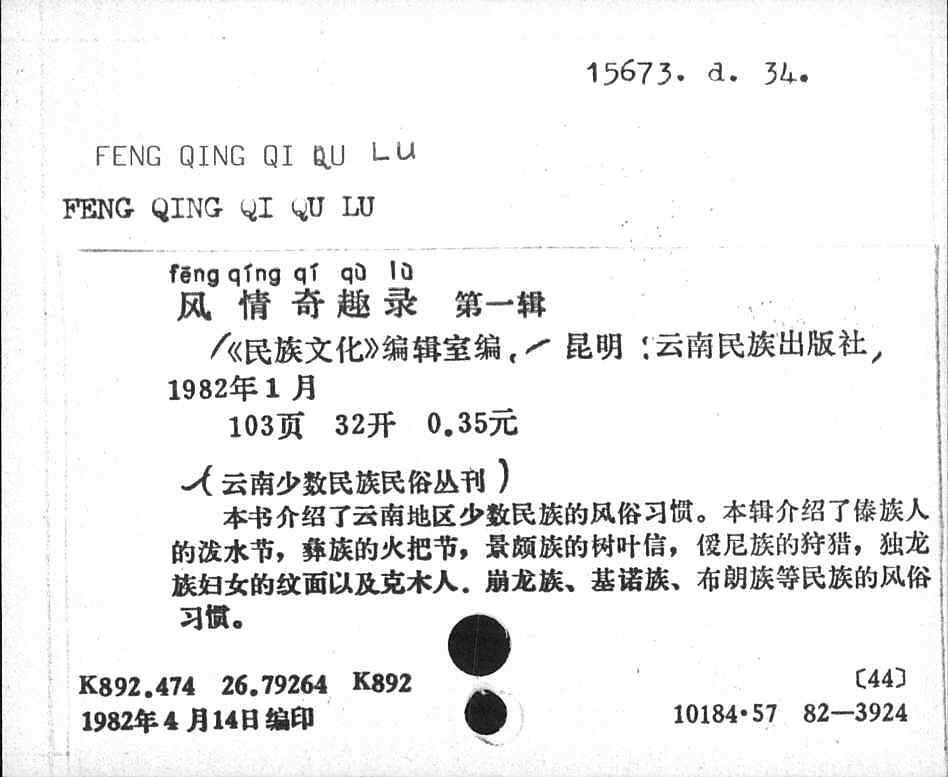 15673. d. 34.
FENG QING QI QU LU
FENG QING QI QU LU
fēng qíng qí qù lù
风情奇趣录 第一辑
/《民族文化》编辑室编. — 昆明：云南民族出版社,
1982年1月
103页 32开 0.35元
—(云南少数民族民俗丛刊)
本书介绍了云南地区少数民族的风俗习惯。本辑介绍了傣族人
的泼水节，彝族的火把节，景颇族的树叶信，僾尼族的狩猎，独龙
族妇女的纹面以及克木人．崩龙族、基诺族、布朗族等民族的风俗
习惯。
K892.474 26.79264 K892 〔44〕
1982年4月14日编印 10184·57 82—3924